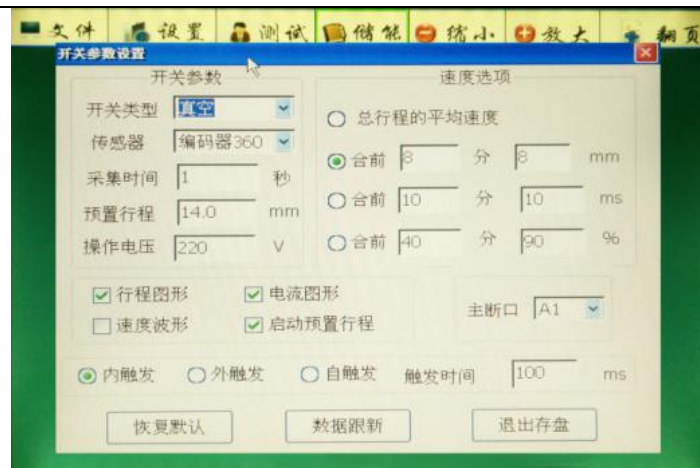 文件 设置 测试 储能 缩小 放大 翻页
开关参数设置
开关参数
开关类型 真空
传感器 编码器360
采集时间 1 秒
预置行程 14.0 mm
操作电压 220 V
速度选项
总行程的平均速度
合前 8 分 8 mm
合前 10 分 10 ms
合前 40 分 90 %
行程图形 电流图形
速度波形 启动预置行程
主断口 A1
内触发 外触发 自触发 触发时间 100 ms
恢复默认 数据跟新 退出存盘